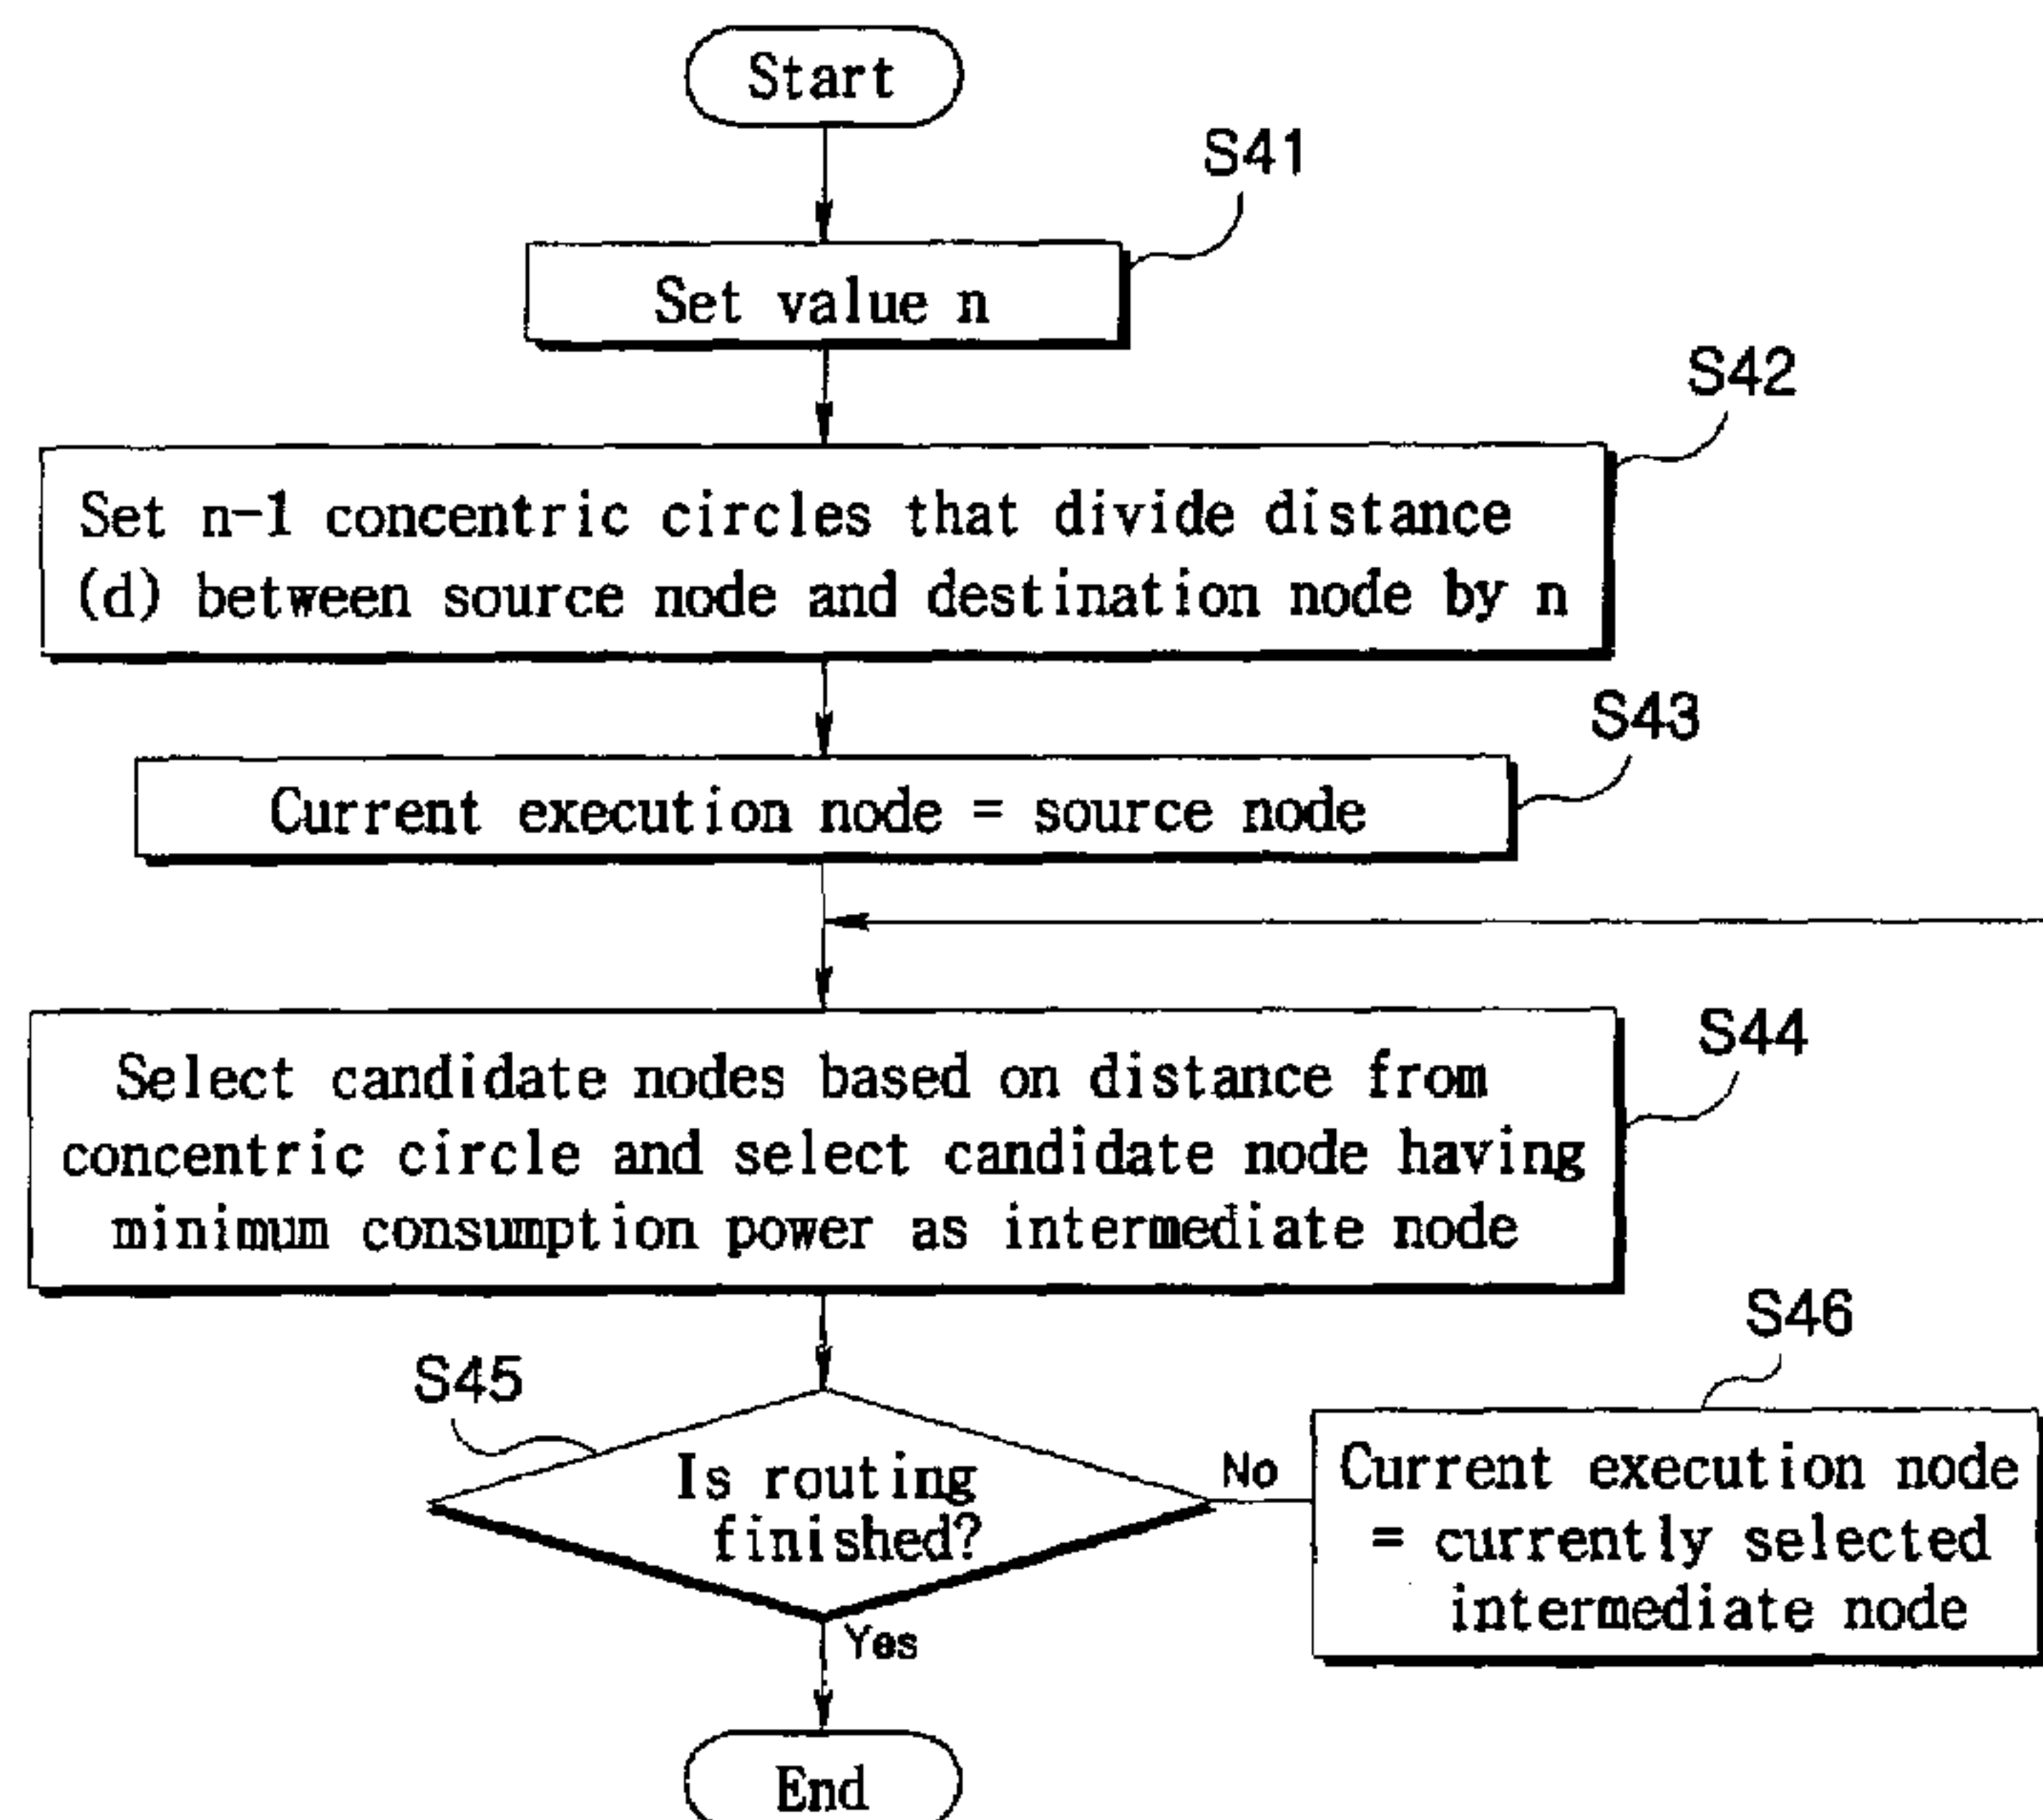 Start
S41
Set value n
S42
Set n-1 concentric circles that divide distance
(d) between source node and destination node by n
S43
Current execution node = source node
S44
Select candidate nodes based on distance from
concentric circle and select candidate node having
minimum consumption power as intermediate node
S45
Is routing
finished?
No
S46
Current execution node
= currently selected
intermediate node
Yes
End